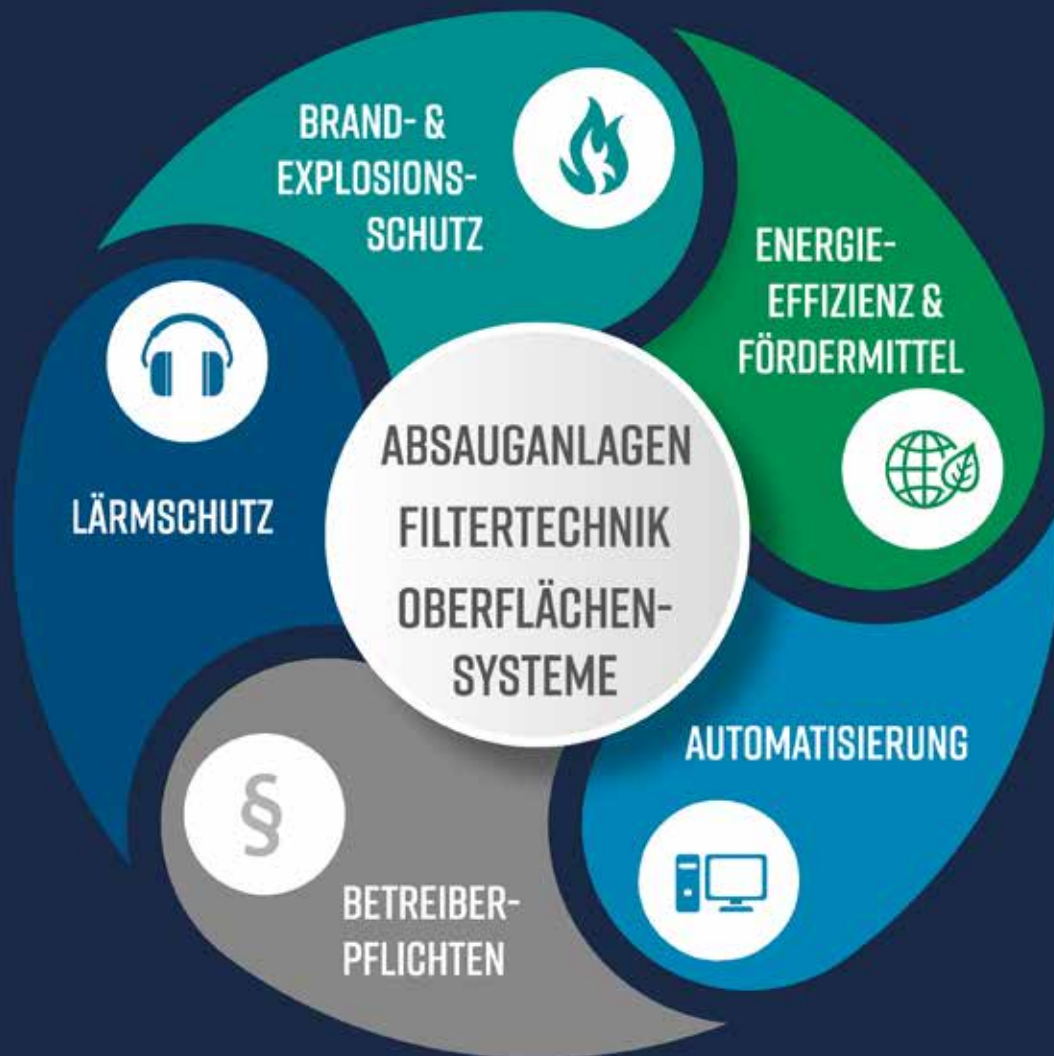 BRAND- &
EXPLOSIONS-
SCHUTZ
ENERGIE-
EFFIZIENZ &
FÖRDERMITTEL
LÄRMSCHUTZ
ABSAUGANLAGEN
FILTERTECHNIK
OBERFLÄCHEN-
SYSTEME
AUTOMATISIERUNG
§
BETREIBER-
PFLICHTEN